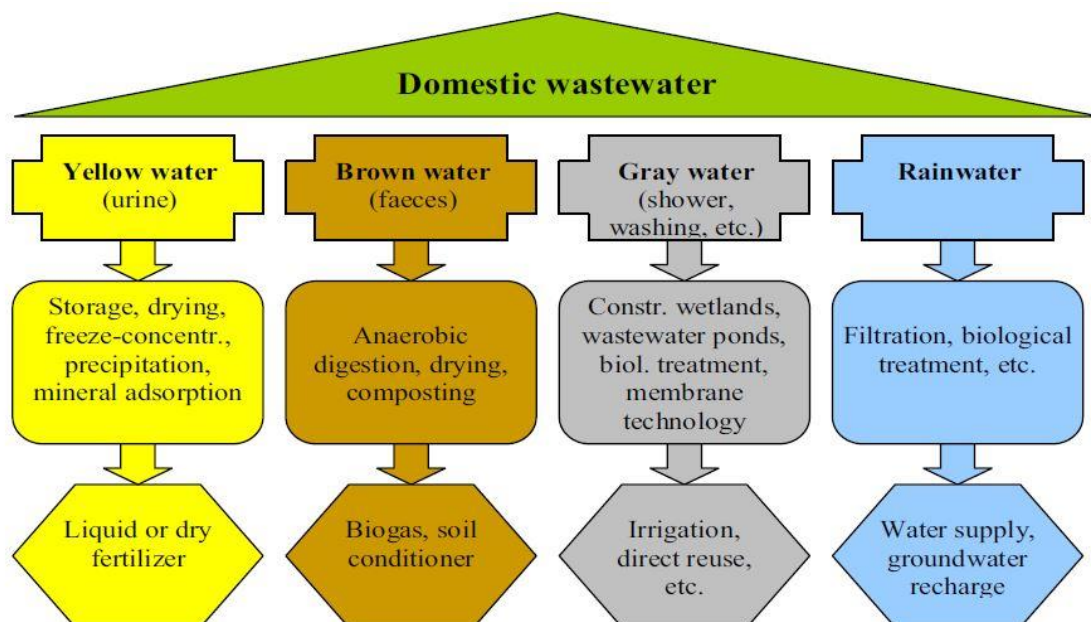 Domestic wastewater
Yellow water
(urine)
Brown water
(faeces)
Gray water
(shower,
washing, etc.)
Rainwater
Storage, drying,
freeze-concentr.,
precipitation,
mineral adsorption
Anaerobic
digestion, drying,
composting
Constr. wetlands,
wastewater ponds,
biol. treatment,
membrane
technology
Filtration, biological
treatment, etc.
Liquid or dry
fertilizer
Biogas, soil
conditioner
Irrigation,
direct reuse,
etc.
Water supply,
groundwater
recharge